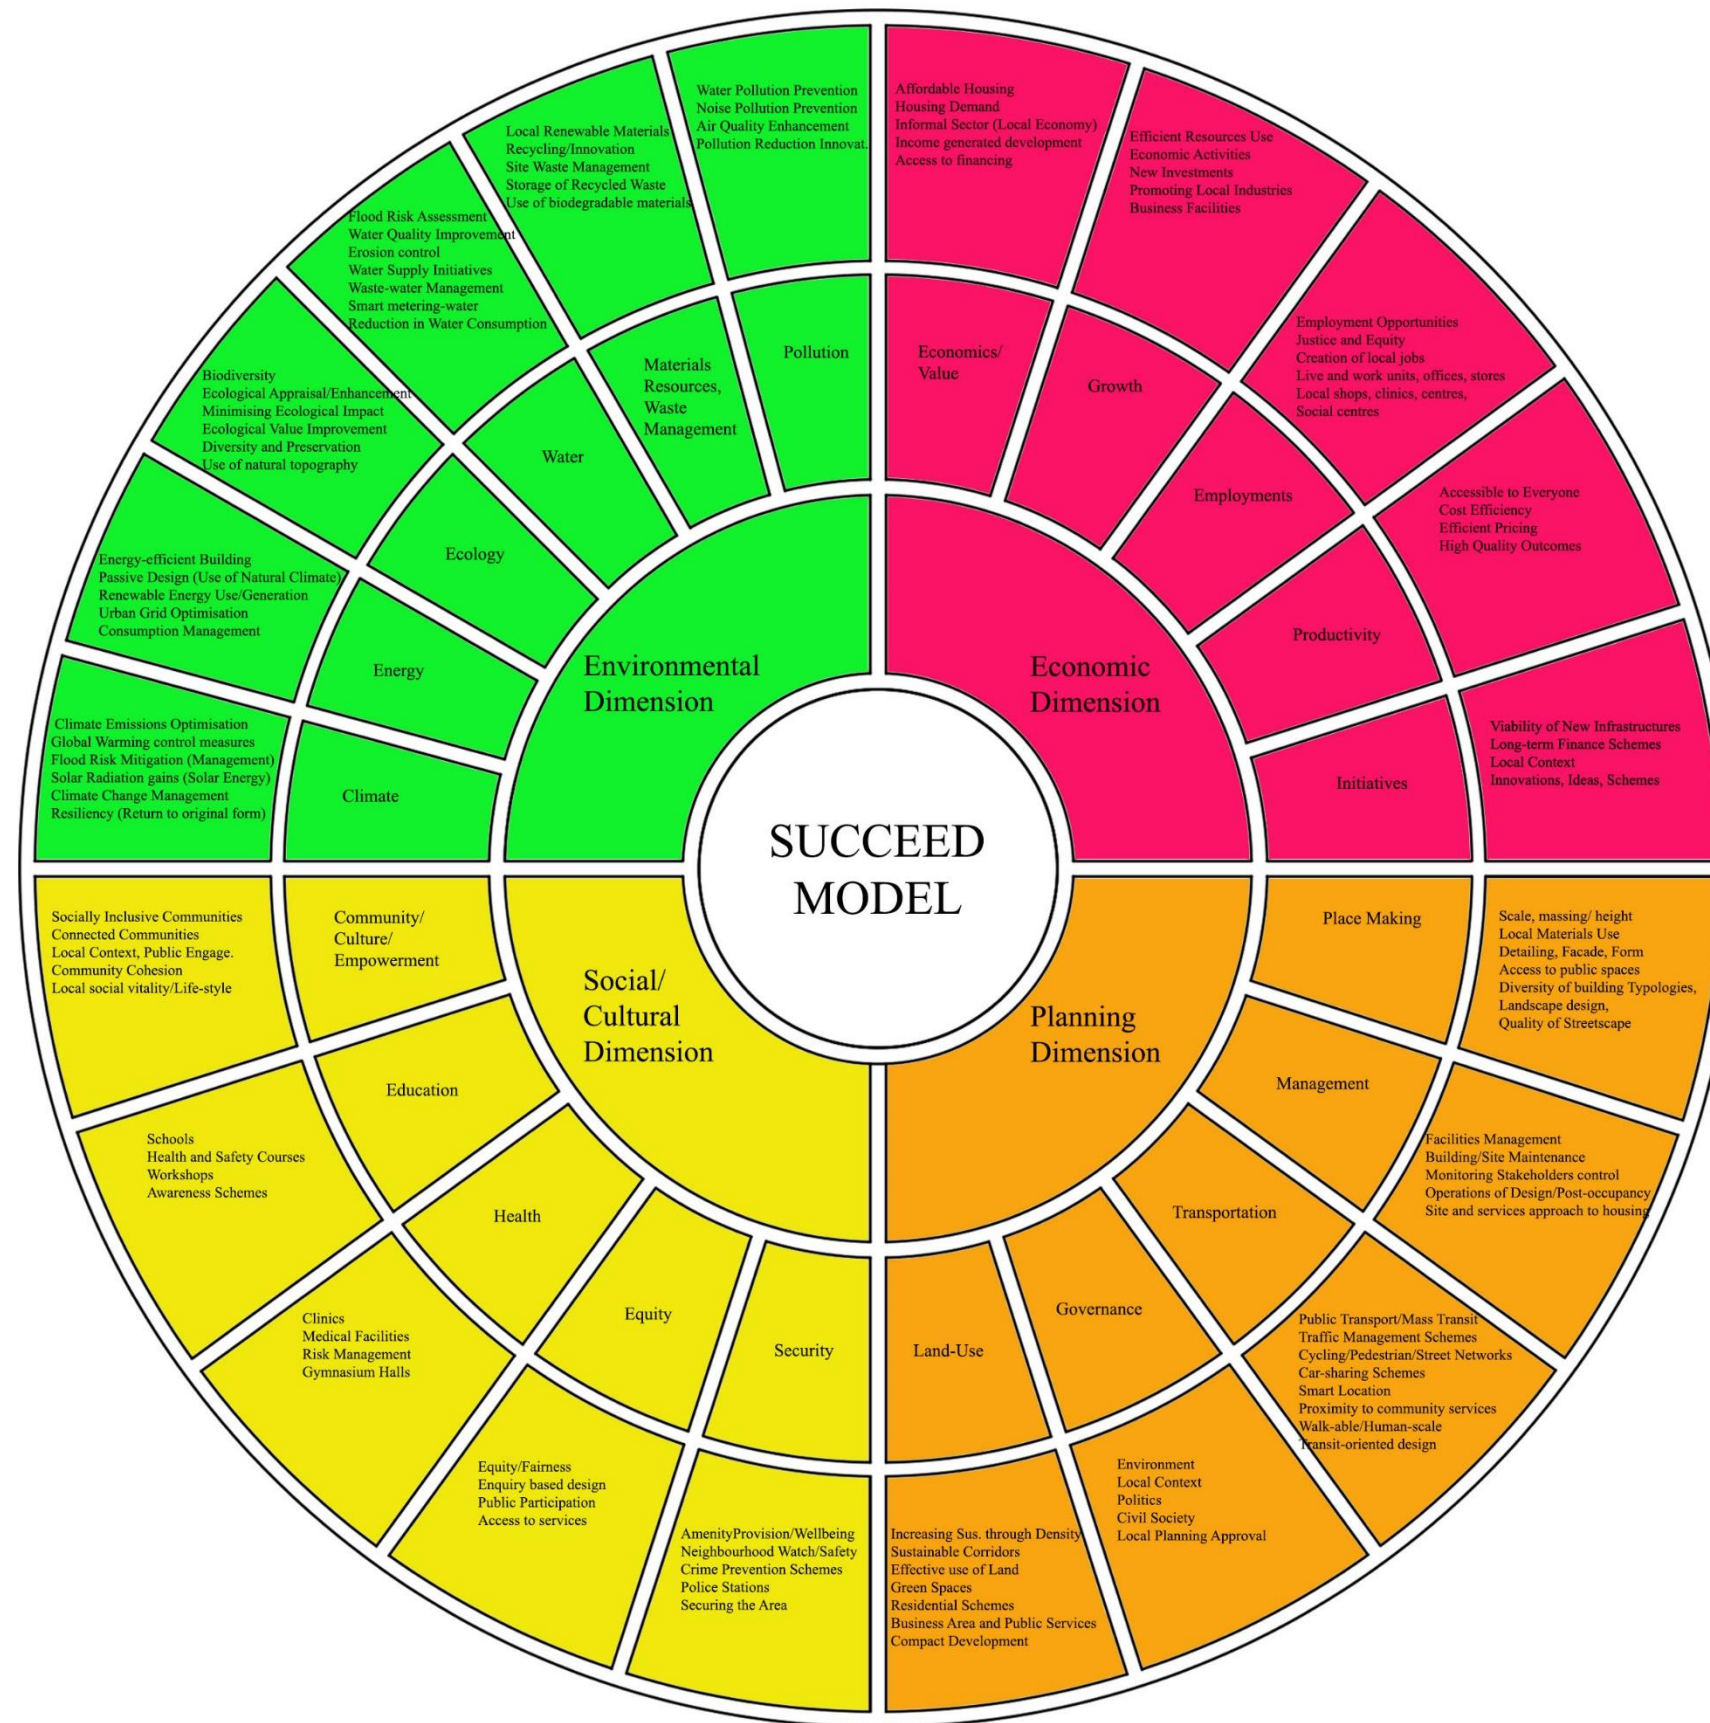 SUCCEED
MODEL
Environmental
Dimension
Pollution
Water Pollution Prevention
Noise Pollution Prevention
Air Quality Enhancement
Pollution Reduction Innovat.
Materials
Resources,
Waste
Management
Local Renewable Materials
Recycling/Innovation
Site Waste Management
Storage of Recycled Waste
Use of biodegradable materials
Water
Flood Risk Assessment
Water Quality Improvement
Erosion control
Water Supply Initiatives
Waste-water Management
Smart metering-water
Reduction in Water Consumption
Ecology
Biodiversity
Ecological Appraisal/Enhancement
Minimising Ecological Impact
Ecological Value Improvement
Diversity and Preservation
Use of natural topography
Energy
Energy-efficient Building
Passive Design (Use of Natural Climate)
Renewable Energy Use/Generation
Urban Grid Optimisation
Consumption Management
Climate
Climate Emissions Optimisation
Global Warming control measures
Flood Risk Mitigation (Management)
Solar Radiation gains (Solar Energy)
Climate Change Management
Resiliency (Return to original form)
Economic
Dimension
Economics/
Value
Affordable Housing
Housing Demand
Informal Sector (Local Economy)
Income generated development
Access to financing
Growth
Efficient Resources Use
Economic Activities
New Investments
Promoting Local Industries
Business Facilities
Employments
Employment Opportunities
Justice and Equity
Creation of local jobs
Live and work units, offices, stores
Local shops, clinics, centres,
Social centres
Productivity
Accessible to Everyone
Cost Efficiency
Efficient Pricing
High Quality Outcomes
Initiatives
Viability of New Infrastructures
Long-term Finance Schemes
Local Context
Innovations, Ideas, Schemes
Social/
Cultural
Dimension
Community/
Culture/
Empowerment
Socially Inclusive Communities
Connected Communities
Local Context, Public Engage.
Community Cohesion
Local social vitality/Life-style
Education
Schools
Health and Safety Courses
Workshops
Awareness Schemes
Health
Clinics
Medical Facilities
Risk Management
Gymnasium Halls
Equity
Equity/Fairness
Enquiry based design
Public Participation
Access to services
Security
AmenityProvision/Wellbeing
Neighbourhood Watch/Safety
Crime Prevention Schemes
Police Stations
Securing the Area
Planning
Dimension
Place Making
Scale, massing/ height
Local Materials Use
Detailing, Facade, Form
Access to public spaces
Diversity of building Typologies,
Landscape design,
Quality of Streetscape
Management
Facilities Management
Building/Site Maintenance
Monitoring Stakeholders control
Operations of Design/Post-occupancy
Site and services approach to housing
Transportation
Public Transport/Mass Transit
Traffic Management Schemes
Cycling/Pedestrian/Street Networks
Car-sharing Schemes
Smart Location
Proximity to community services
Walk-able/Human-scale
Transit-oriented design
Governance
Environment
Local Context
Politics
Civil Society
Local Planning Approval
Land-Use
Increasing Sus. through Density
Sustainable Corridors
Effective use of Land
Green Spaces
Residential Schemes
Business Area and Public Services
Compact Development